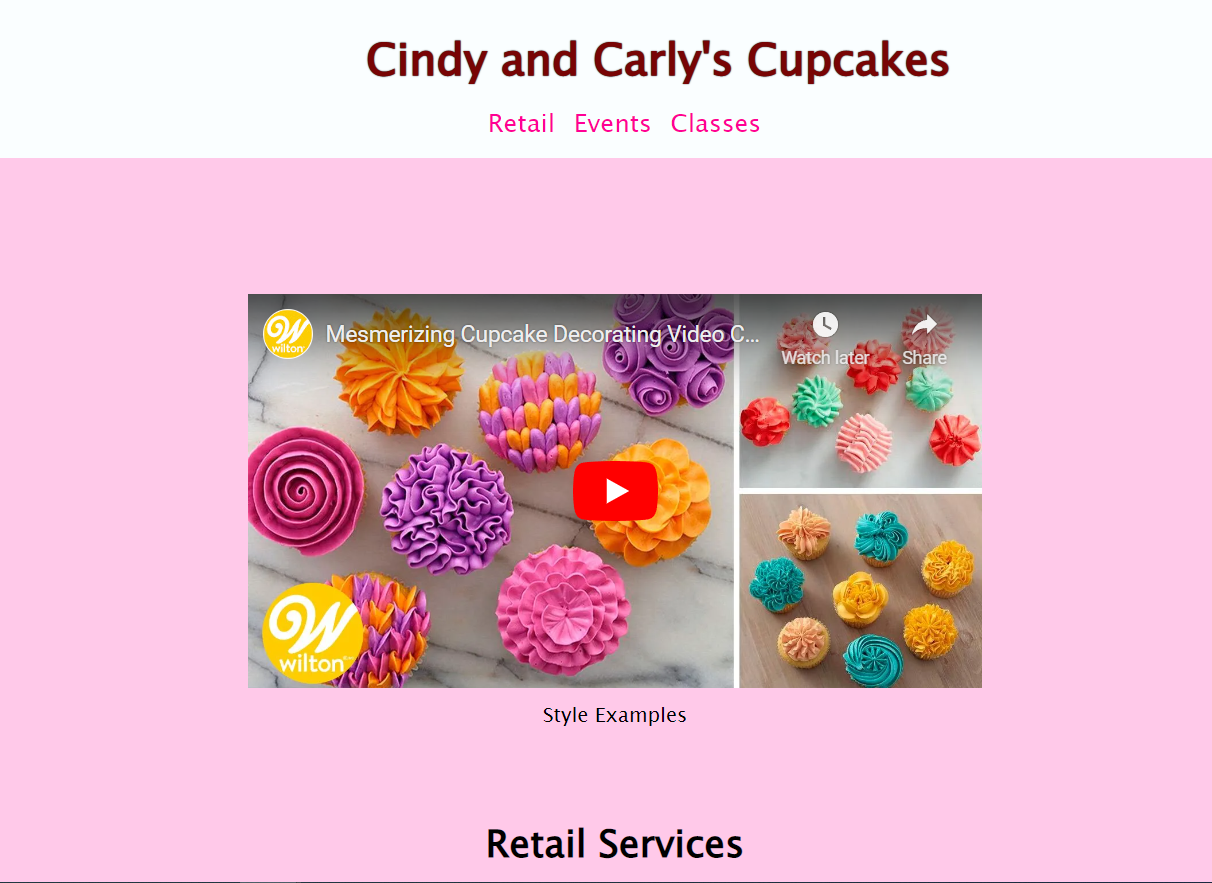 Cindy and Carly's Cupcakes
Retail Events Classes
wilton
Mesmerizing Cupcake Decorating Video C...
Watch later Share
wilton
Style Examples
Retail Services